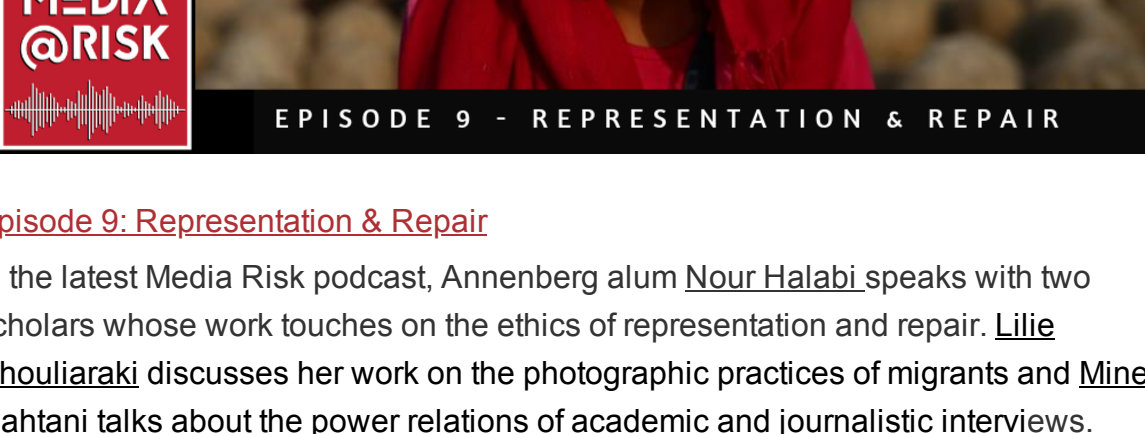 MEDIA
@RISK
EPISODE 9 - REPRESENTATION & REPAIR
pisode 9: Representation & Repair
the latest Media Risk podcast, Annenberg alum Nour Halabi speaks with two
cholars whose work touches on the ethics of representation and repair. Lilie
houliaraki discusses her work on the photographic practices of migrants and Mine
ahtani talks about the power relations of academic and journalistic interviews.